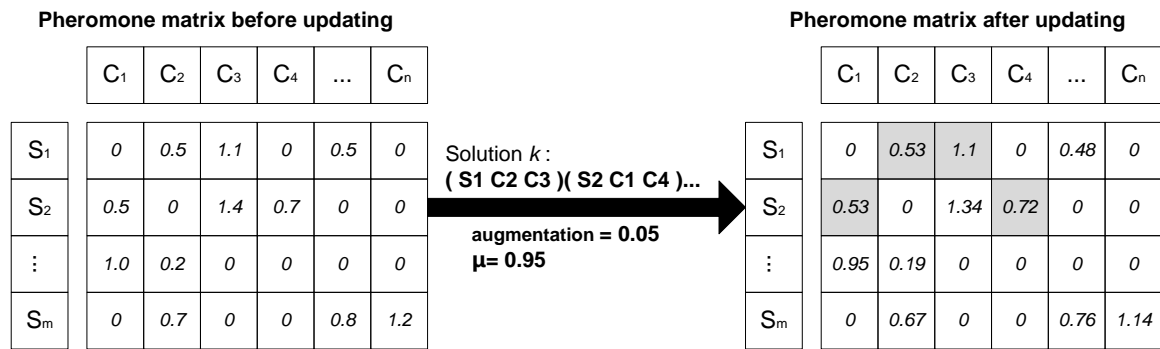 Pheromone matrix before updating
C1 C2 C3 C4 ... Cn
S1 0 0.5 1.1 0 0.5 0
S2 0.5 0 1.4 0.7 0 0
⋮ 1.0 0.2 0 0 0 0
Sm 0 0.7 0 0 0.8 1.2
Solution k :
( S1 C2 C3 )( S2 C1 C4 )...
augmentation = 0.05
μ= 0.95
Pheromone matrix after updating
C1 C2 C3 C4 ... Cn
S1 0 0.53 1.1 0 0.48 0
S2 0.53 0 1.34 0.72 0 0
⋮ 0.95 0.19 0 0 0 0
Sm 0 0.67 0 0 0.76 1.14